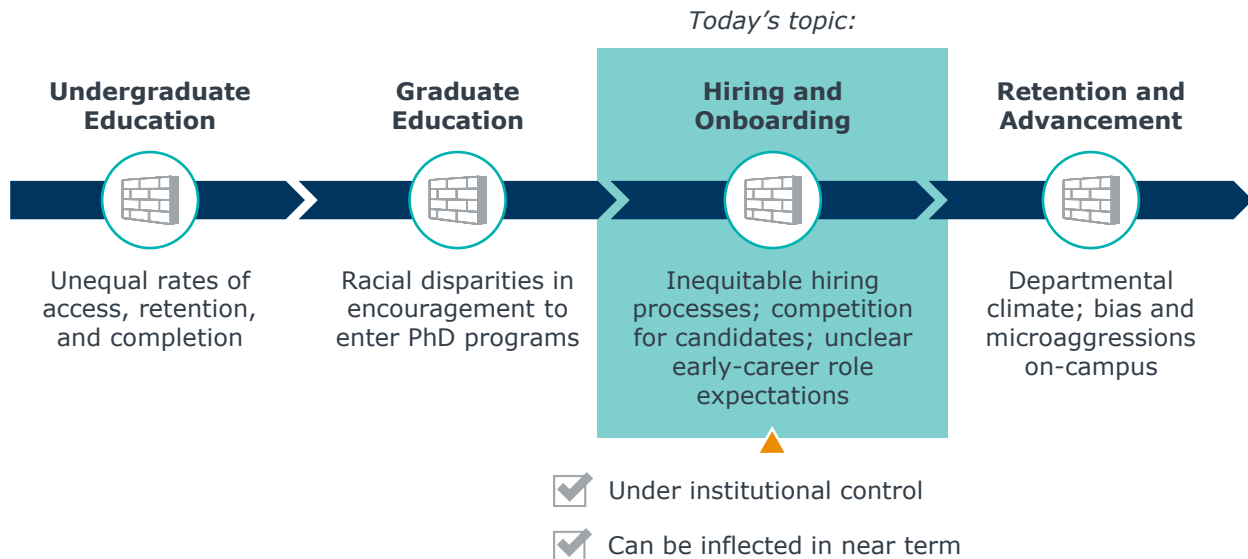 Today’s topic:
Undergraduate
Education
Graduate
Education
Hiring and
Onboarding
Retention and
Advancement
Unequal rates of
access, retention,
and completion
Racial disparities in
encouragement to
enter PhD programs
Inequitable hiring
processes; competition
for candidates; unclear
early-career role
expectations
Departmental
climate; bias and
microaggressions
on-campus
Under institutional control
Can be inflected in near term